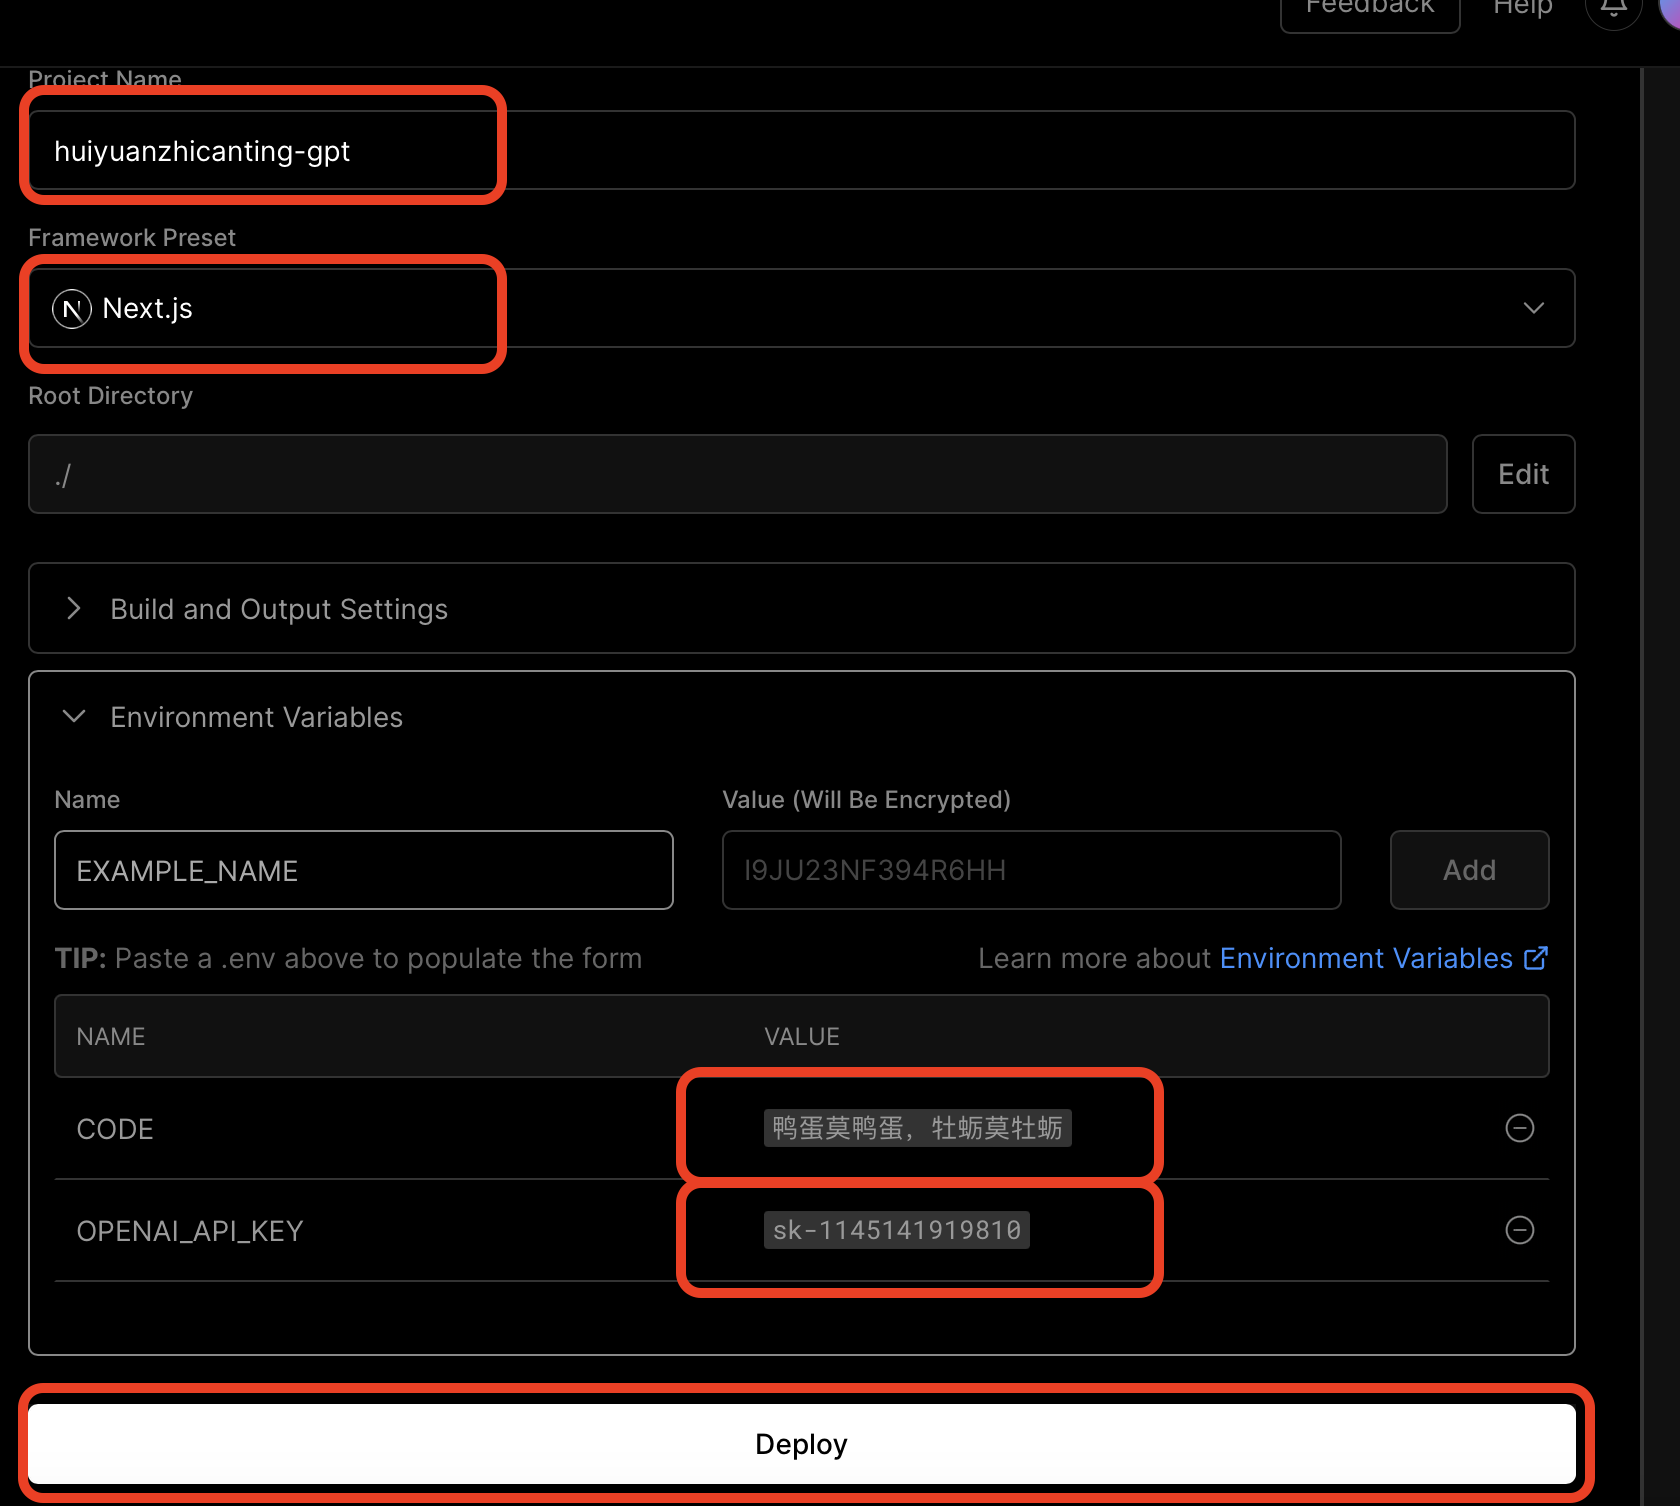 Feedback Help
Project Name
huiyuanzhicanting-gpt
Framework Preset
Next.js
Root Directory
./
Edit
Build and Output Settings
Environment Variables
Name
Value (Will Be Encrypted)
EXAMPLE_NAME
I9JU23NF394R6HH
Add
TIP: Paste a .env above to populate the form
Learn more about Environment Variables
NAME
VALUE
CODE
鸭蛋莫鸭蛋，牡蛎莫牡蛎
OPENAI_API_KEY
sk-1145141919810
Deploy